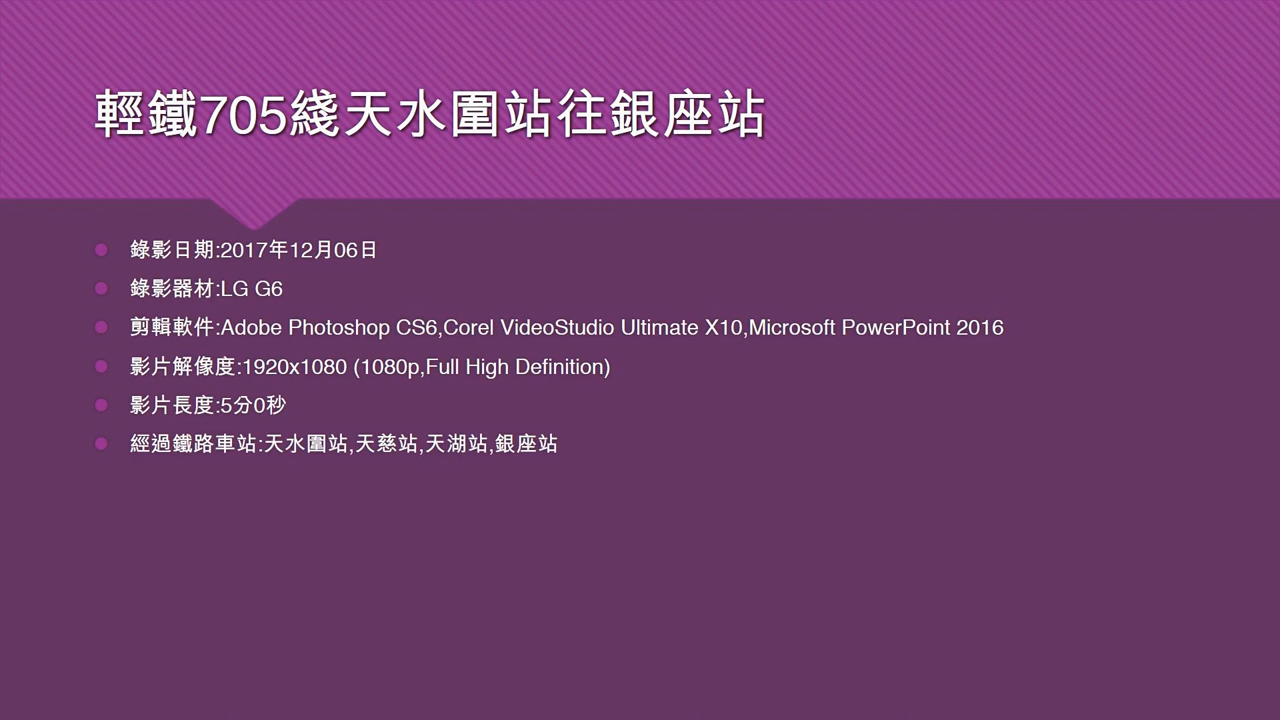 輕鐵705綫天水圍站往銀座站
錄影日期:2017年12月06日
錄影器材:LG G6
剪輯軟件:Adobe Photoshop CS6,Corel VideoStudio Ultimate X10,Microsoft PowerPoint 2016
影片解像度:1920x1080 (1080p,Full High Definition)
影片長度:5分0秒
經過鐵路車站:天水圍站,天慈站,天湖站,銀座站